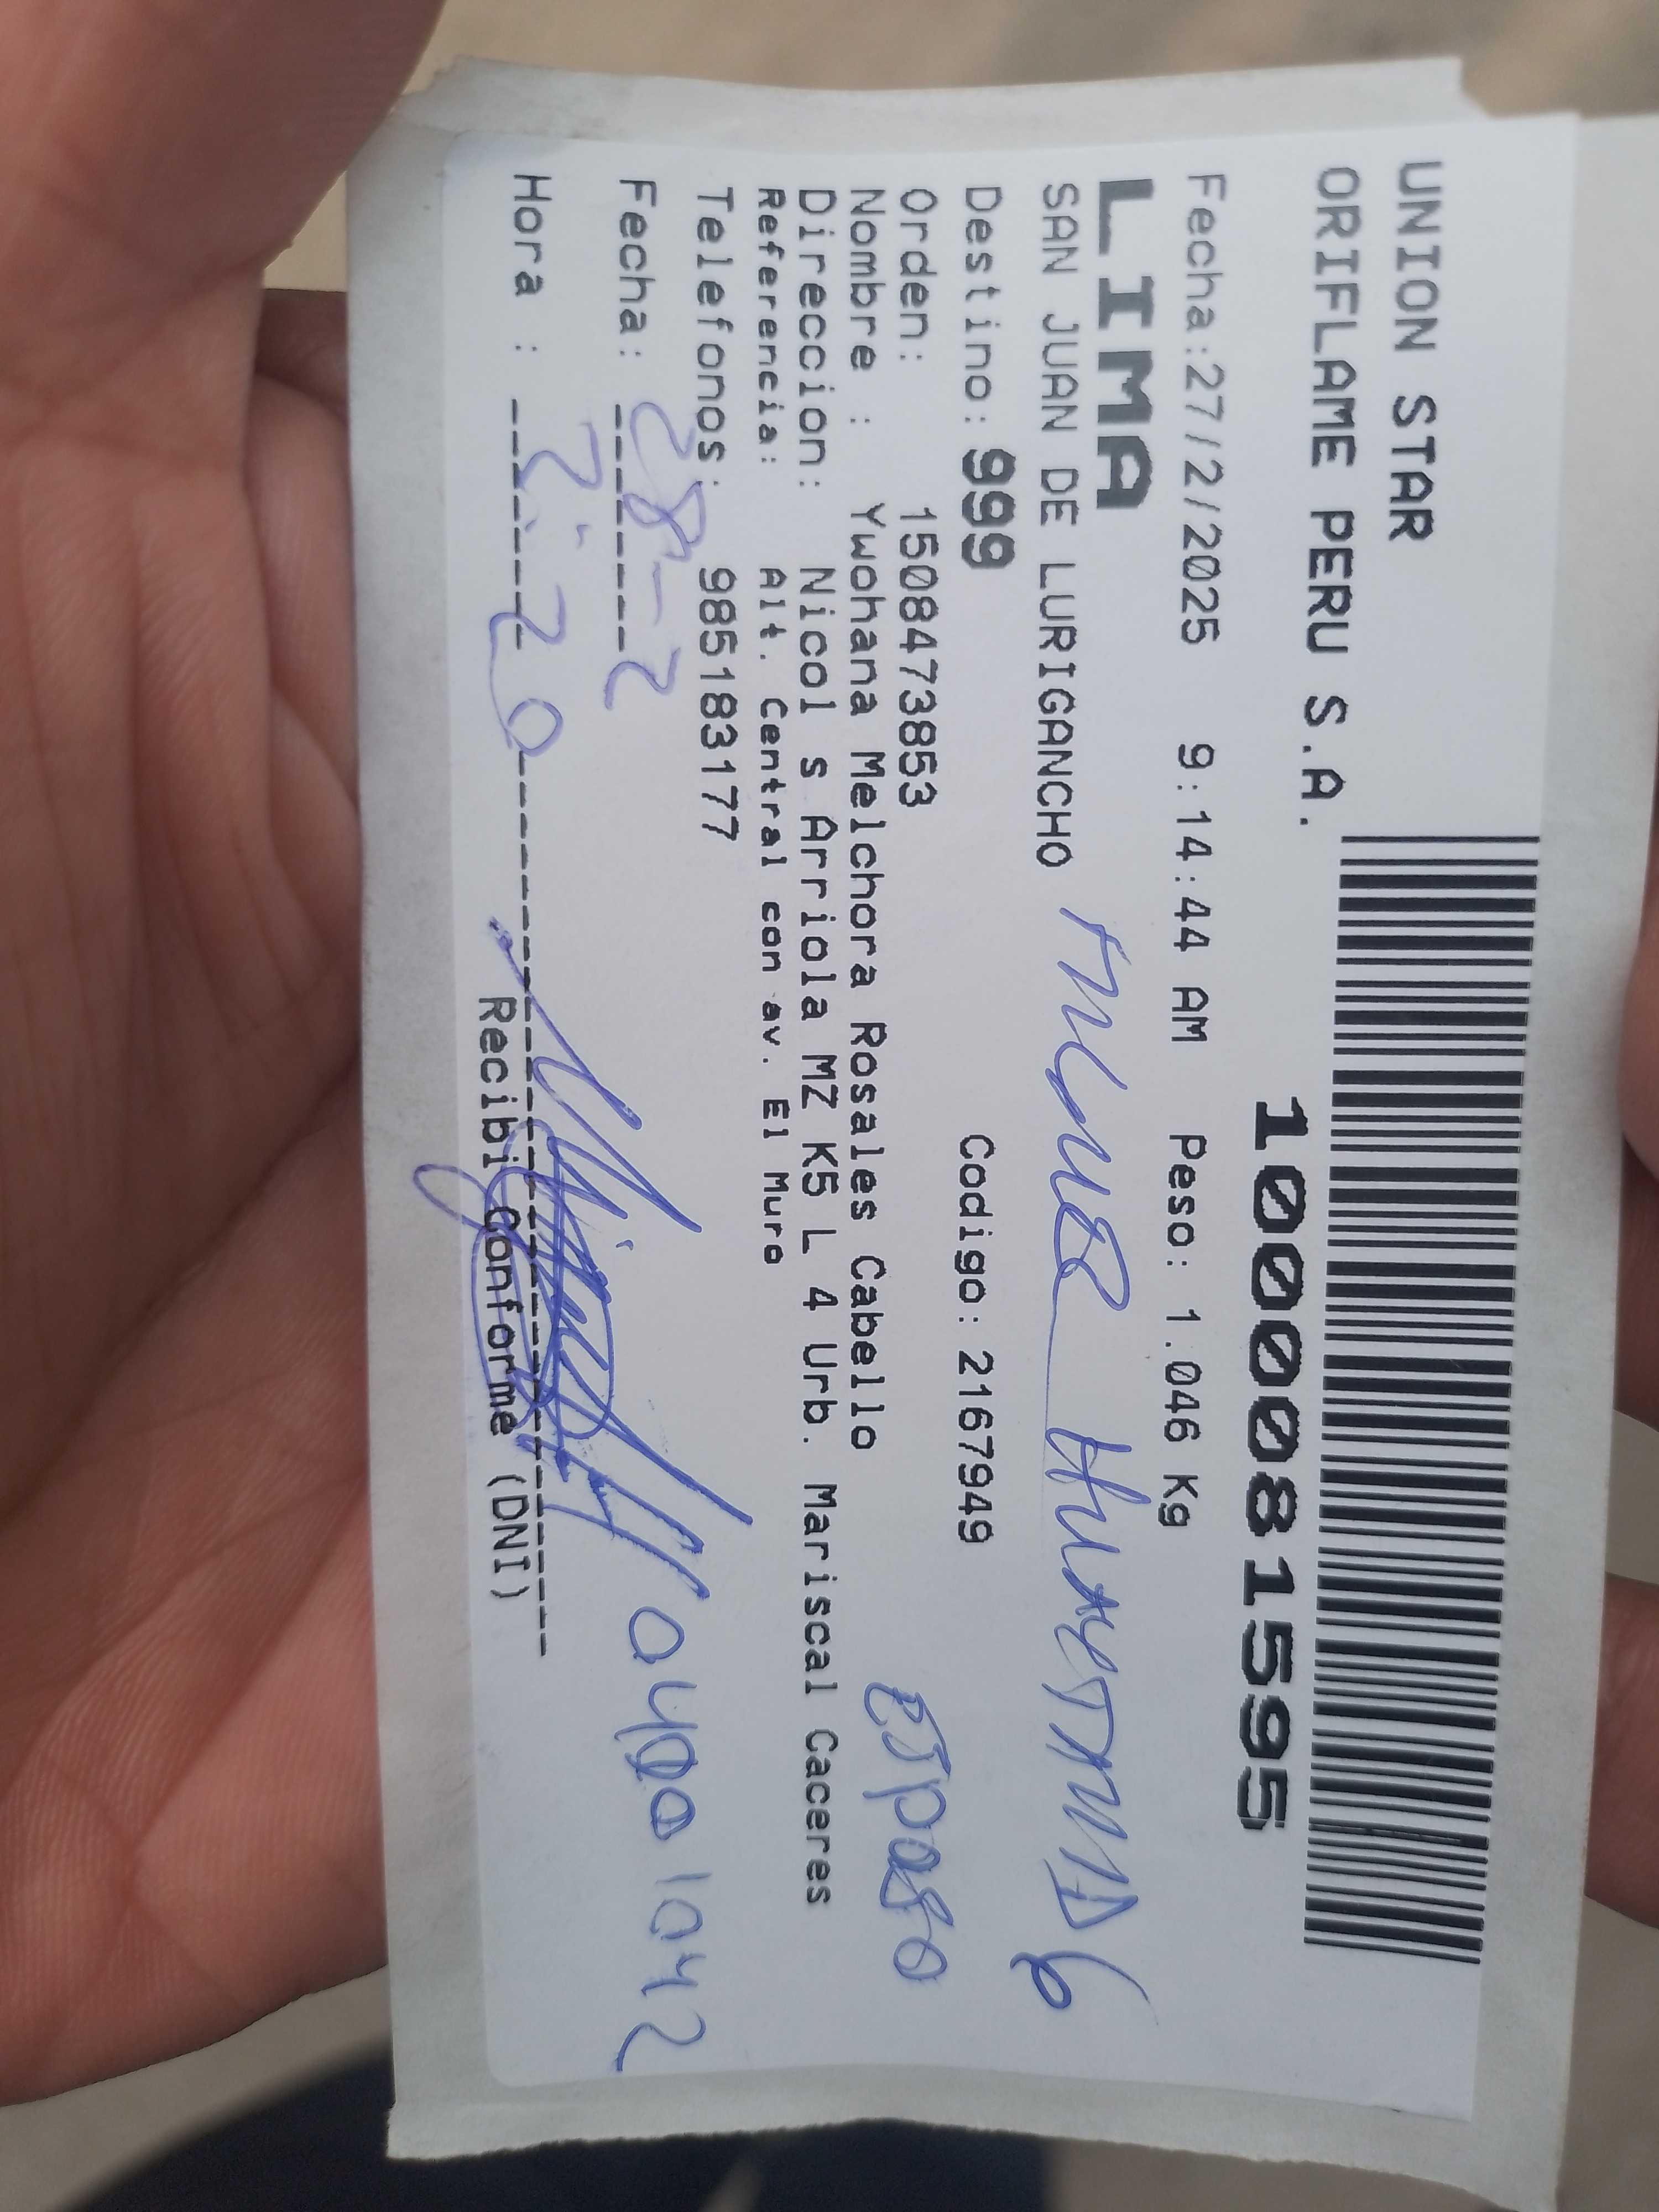 UNION STAR
ORIFLAME PERU S.A.
1000081595
Fecha:27/2/2025 9:14:44 AM Peso: 1.046 Kg
LIMA
SAN JUAN DE LURIGANCHO
Destino: 999 Codigo: 2167949
Orden: 1508473853
Nombre : Ywohana Melchora Rosales Cabello
Esposo
Direccion: Nicol s Arriola MZ K5 L 4 Urb. Mariscal Caceres
Referencia: Alt. Central con av. El Muro
Telefonos: 985183177
Fecha: 28-2
Hora :
Recibi Conforme (DNI)